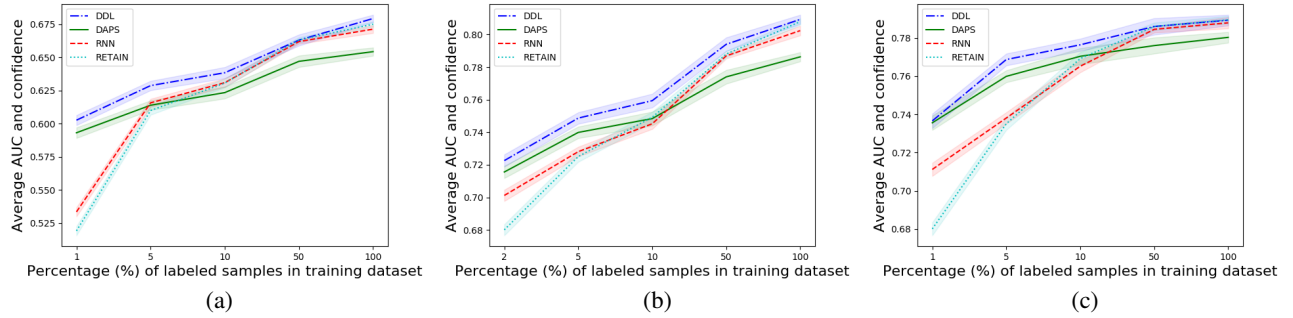 DDL
DAPS
RNN
RETAIN
0.675
0.650
0.625
0.600
0.575
0.550
0.525
Average AUC and confidence
1 5 10 50 100
Percentage (%) of labeled samples in training dataset
(a)
DDL
DAPS
RNN
RETAIN
0.80
0.78
0.76
0.74
0.72
0.70
0.68
Average AUC and confidence
2 5 10 50 100
Percentage (%) of labeled samples in training dataset
(b)
DDL
DAPS
RNN
RETAIN
0.78
0.76
0.74
0.72
0.70
0.68
Average AUC and confidence
1 5 10 50 100
Percentage (%) of labeled samples in training dataset
(c)